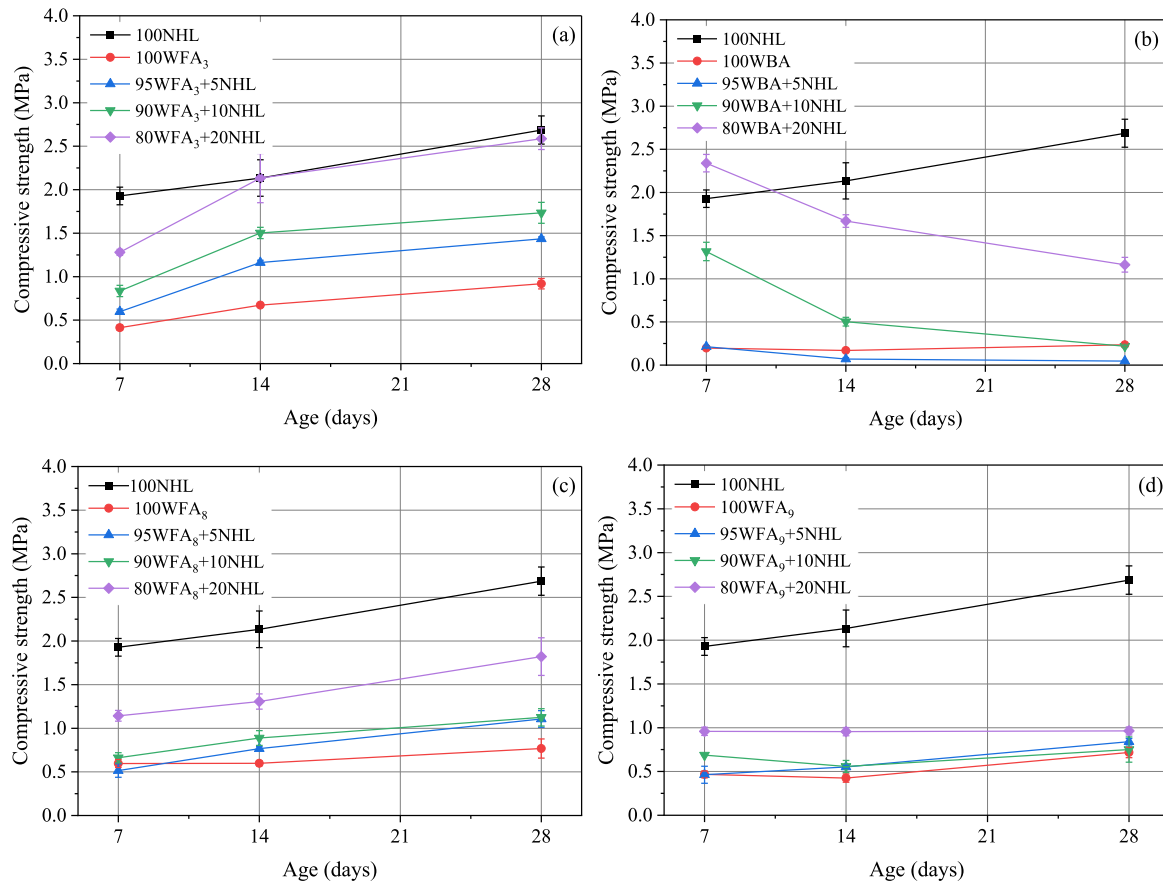 4.0
3.5
3.0
2.5
2.0
1.5
1.0
0.5
0.0
Compressive strength (MPa)
100NHL
100WFA₃
95WFA₃+5NHL
90WFA₃+10NHL
80WFA₃+20NHL
(a)
7 14 21 28
Age (days)
4.0
3.5
3.0
2.5
2.0
1.5
1.0
0.5
0.0
Compressive strength (MPa)
100NHL
100WBA
95WBA+5NHL
90WBA+10NHL
80WBA+20NHL
(b)
7 14 21 28
Age (days)
4.0
3.5
3.0
2.5
2.0
1.5
1.0
0.5
0.0
Compressive strength (MPa)
100NHL
100WFA₈
95WFA₈+5NHL
90WFA₈+10NHL
80WFA₈+20NHL
(c)
7 14 21 28
Age (days)
4.0
3.5
3.0
2.5
2.0
1.5
1.0
0.5
0.0
Compressive strength (MPa)
100NHL
100WFA₉
95WFA₉+5NHL
90WFA₉+10NHL
80WFA₉+20NHL
(d)
7 14 21 28
Age (days)